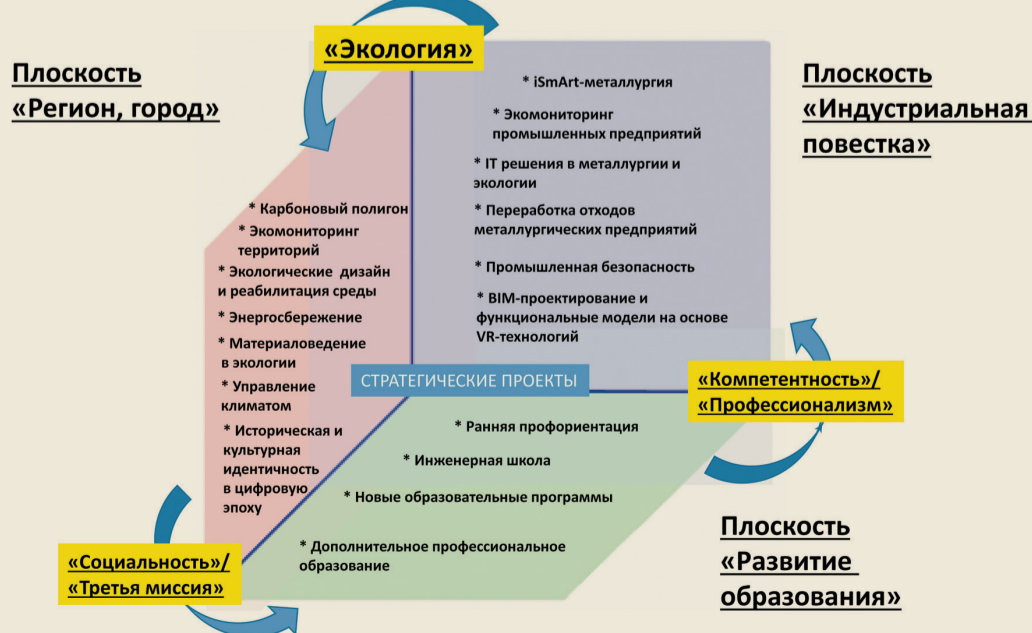 «Экология»
Плоскость
«Регион, город»
Плоскость
«Индустриальная
повестка»
* iSmArt-металлургия
* Экомониторинг
промышленных предприятий
* IT решения в металлургии и
экологии
* Переработка отходов
металлургических предприятий
* Промышленная безопасность
* BIM-проектирование и
функциональные модели на основе
VR-технологий
* Карбоновый полигон
* Экомониторинг
территорий
* Экологические дизайн
и реабилитация среды
* Энергосбережение
* Материаловедение
в экологии
* Управление
климатом
* Историческая и
культурная
идентичность
в цифровую
эпоху
СТРАТЕГИЧЕСКИЕ ПРОЕКТЫ
«Компетентность»/
«Профессионализм»
* Ранняя профориентация
* Инженерная школа
* Новые образовательные программы
* Дополнительное профессиональное
образование
«Социальность»/
«Третья миссия»
Плоскость
«Развитие
образования»